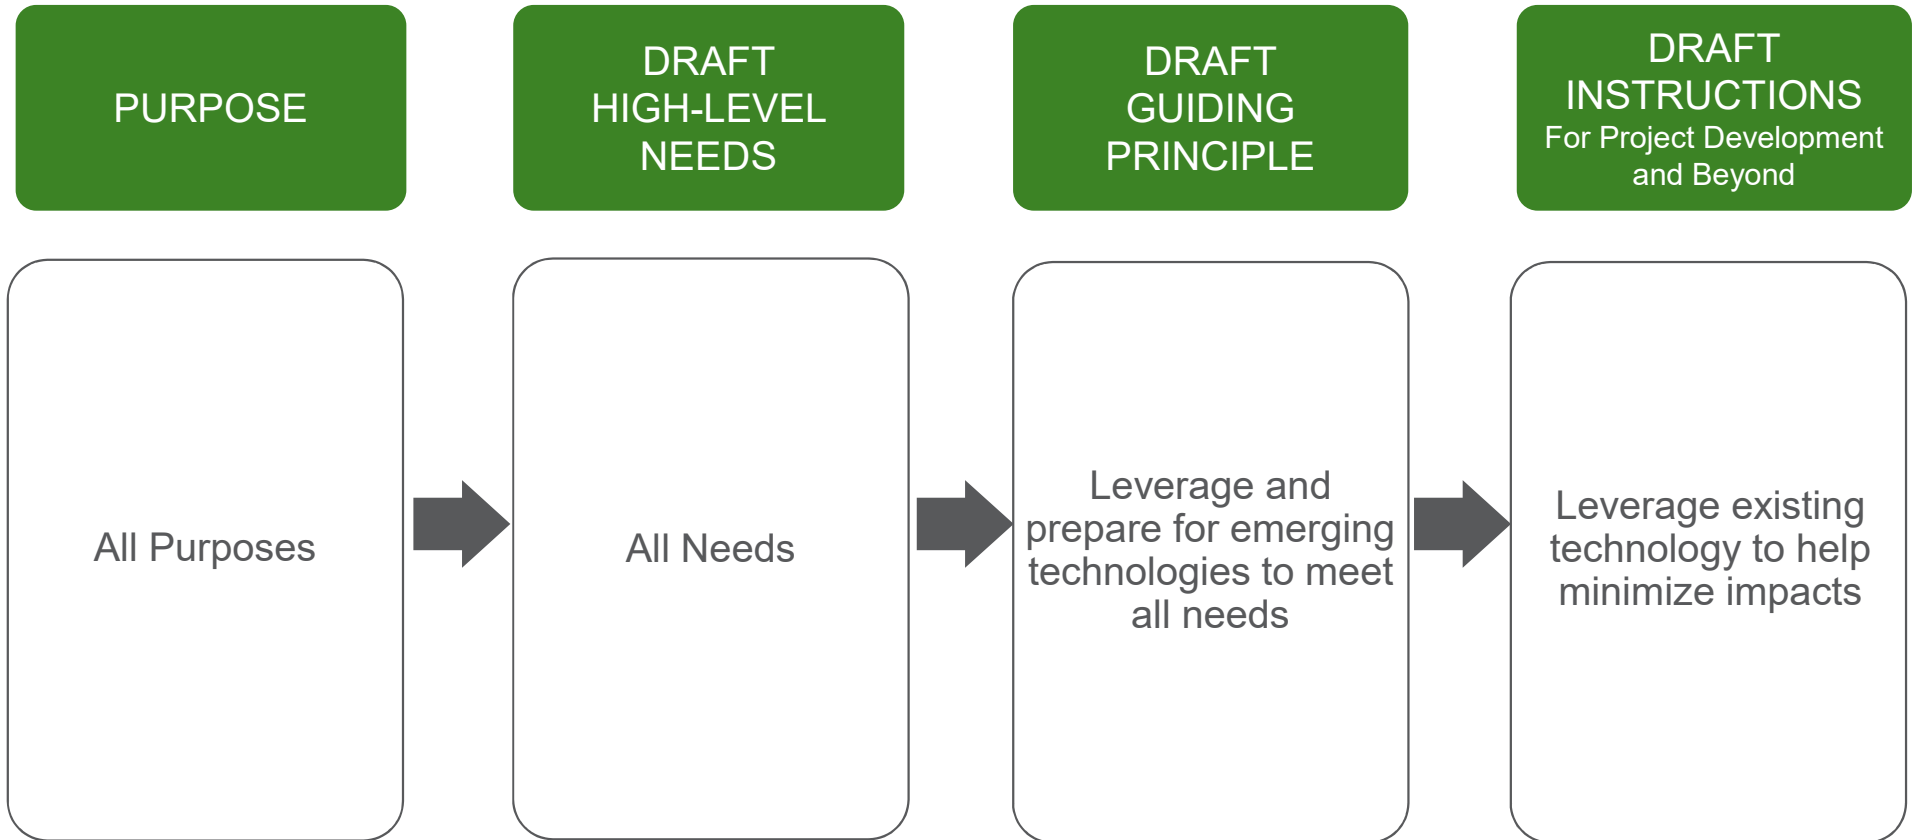 PURPOSE
DRAFT
HIGH-LEVEL
NEEDS
DRAFT
GUIDING
PRINCIPLE
DRAFT
INSTRUCTIONS
For Project Development
and Beyond
All Purposes
All Needs
Leverage and
prepare for emerging
technologies to meet
all needs
Leverage existing
technology to help
minimize impacts